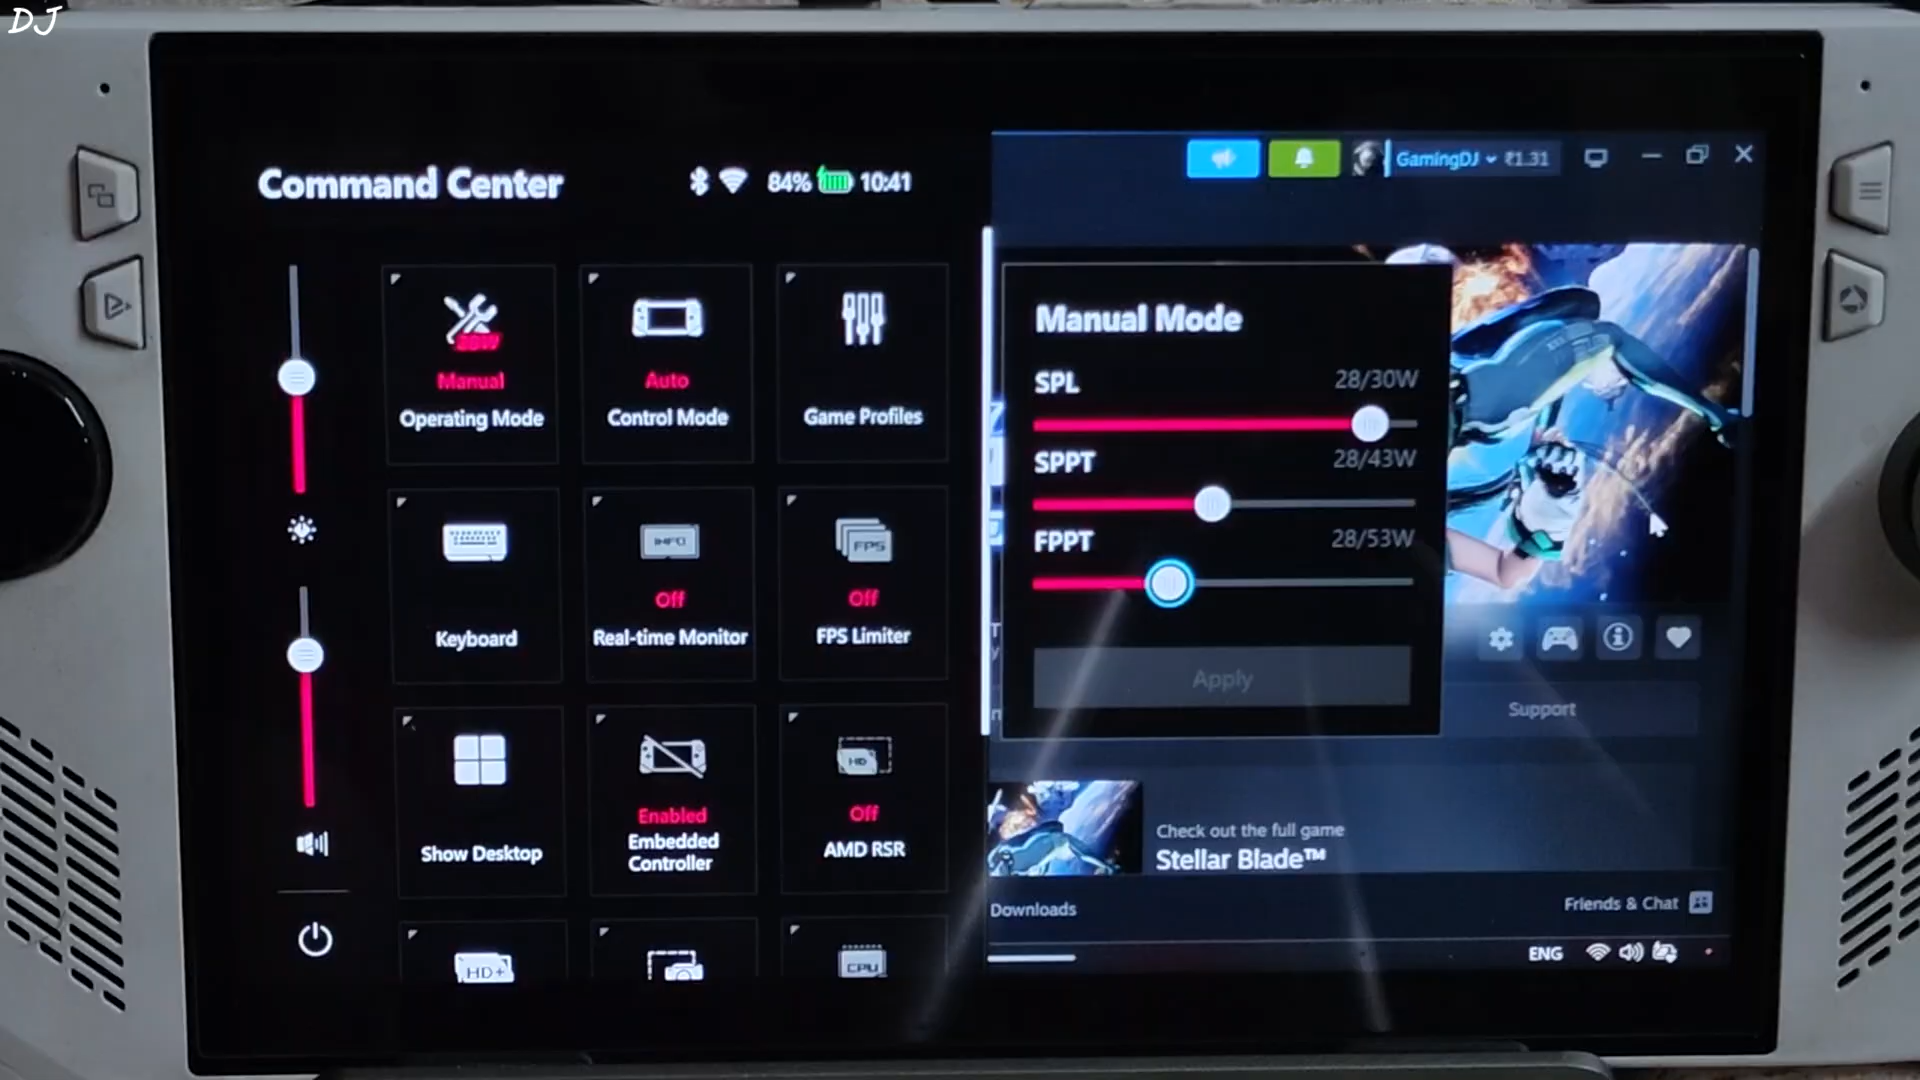 DJ
Command Center
84% 10:41
Manual
Operating Mode
Auto
Control Mode
Game Profiles
Keyboard
INFO
Off
Real-time Monitor
FPS
Off
FPS Limiter
Show Desktop
Enabled
Embedded
Controller
HD
Off
AMD RSR
HD+
CPU
GamingDJ ₹1.31
Manual Mode
SPL 28/30W
SPPT 28/43W
FPPT 28/53W
Apply
Support
Check out the full game
Stellar Blade™
Downloads
Friends & Chat
ENG